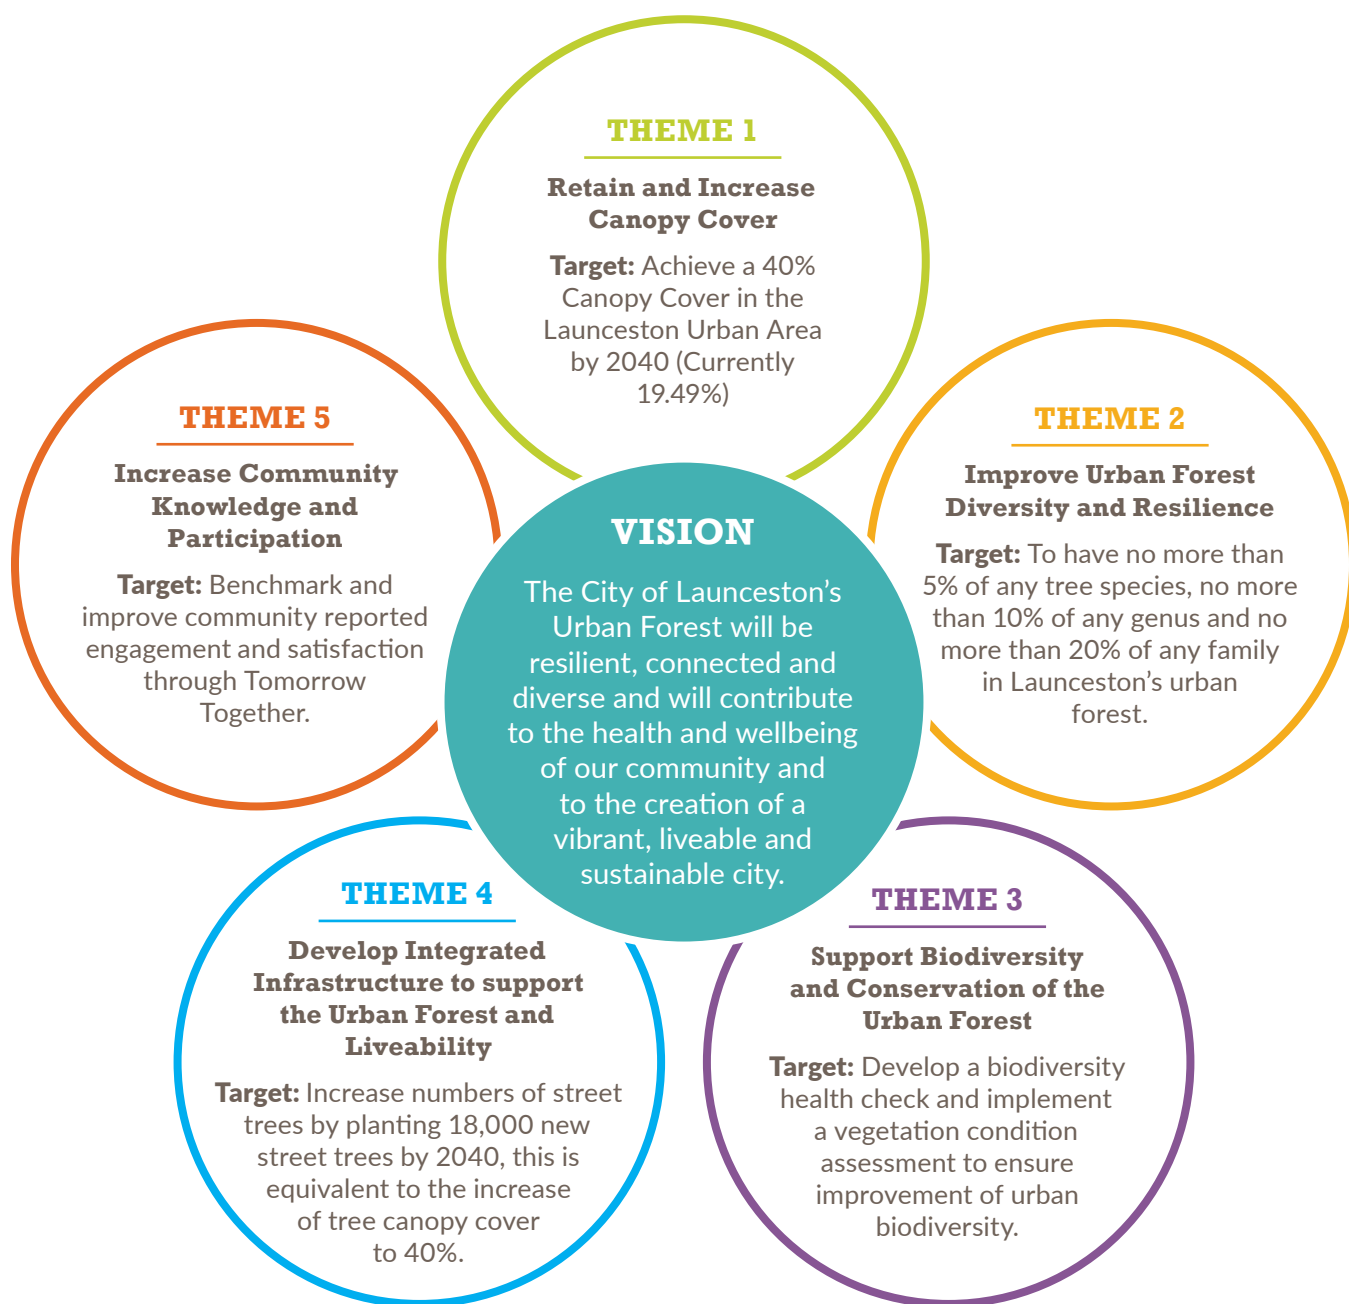 THEME 1
Retain and Increase
Canopy Cover
Target: Achieve a 40%
Canopy Cover in the
Launceston Urban Area
by 2040 (Currently
19.49%)
THEME 2
Improve Urban Forest
Diversity and Resilience
Target: To have no more than
5% of any tree species, no more
than 10% of any genus and no
more than 20% of any family
in Launceston’s urban
forest.
THEME 3
Support Biodiversity
and Conservation of the
Urban Forest
Target: Develop a biodiversity
health check and implement
a vegetation condition
assessment to ensure
improvement of urban
biodiversity.
THEME 4
Develop Integrated
Infrastructure to support
the Urban Forest and
Liveability
Target: Increase numbers of street
trees by planting 18,000 new
street trees by 2040, this is
equivalent to the increase
of tree canopy cover
to 40%.
THEME 5
Increase Community
Knowledge and
Participation
Target: Benchmark and
improve community reported
engagement and satisfaction
through Tomorrow
Together.
VISION
The City of Launceston’s
Urban Forest will be
resilient, connected and
diverse and will contribute
to the health and wellbeing
of our community and
to the creation of a
vibrant, liveable and
sustainable city.